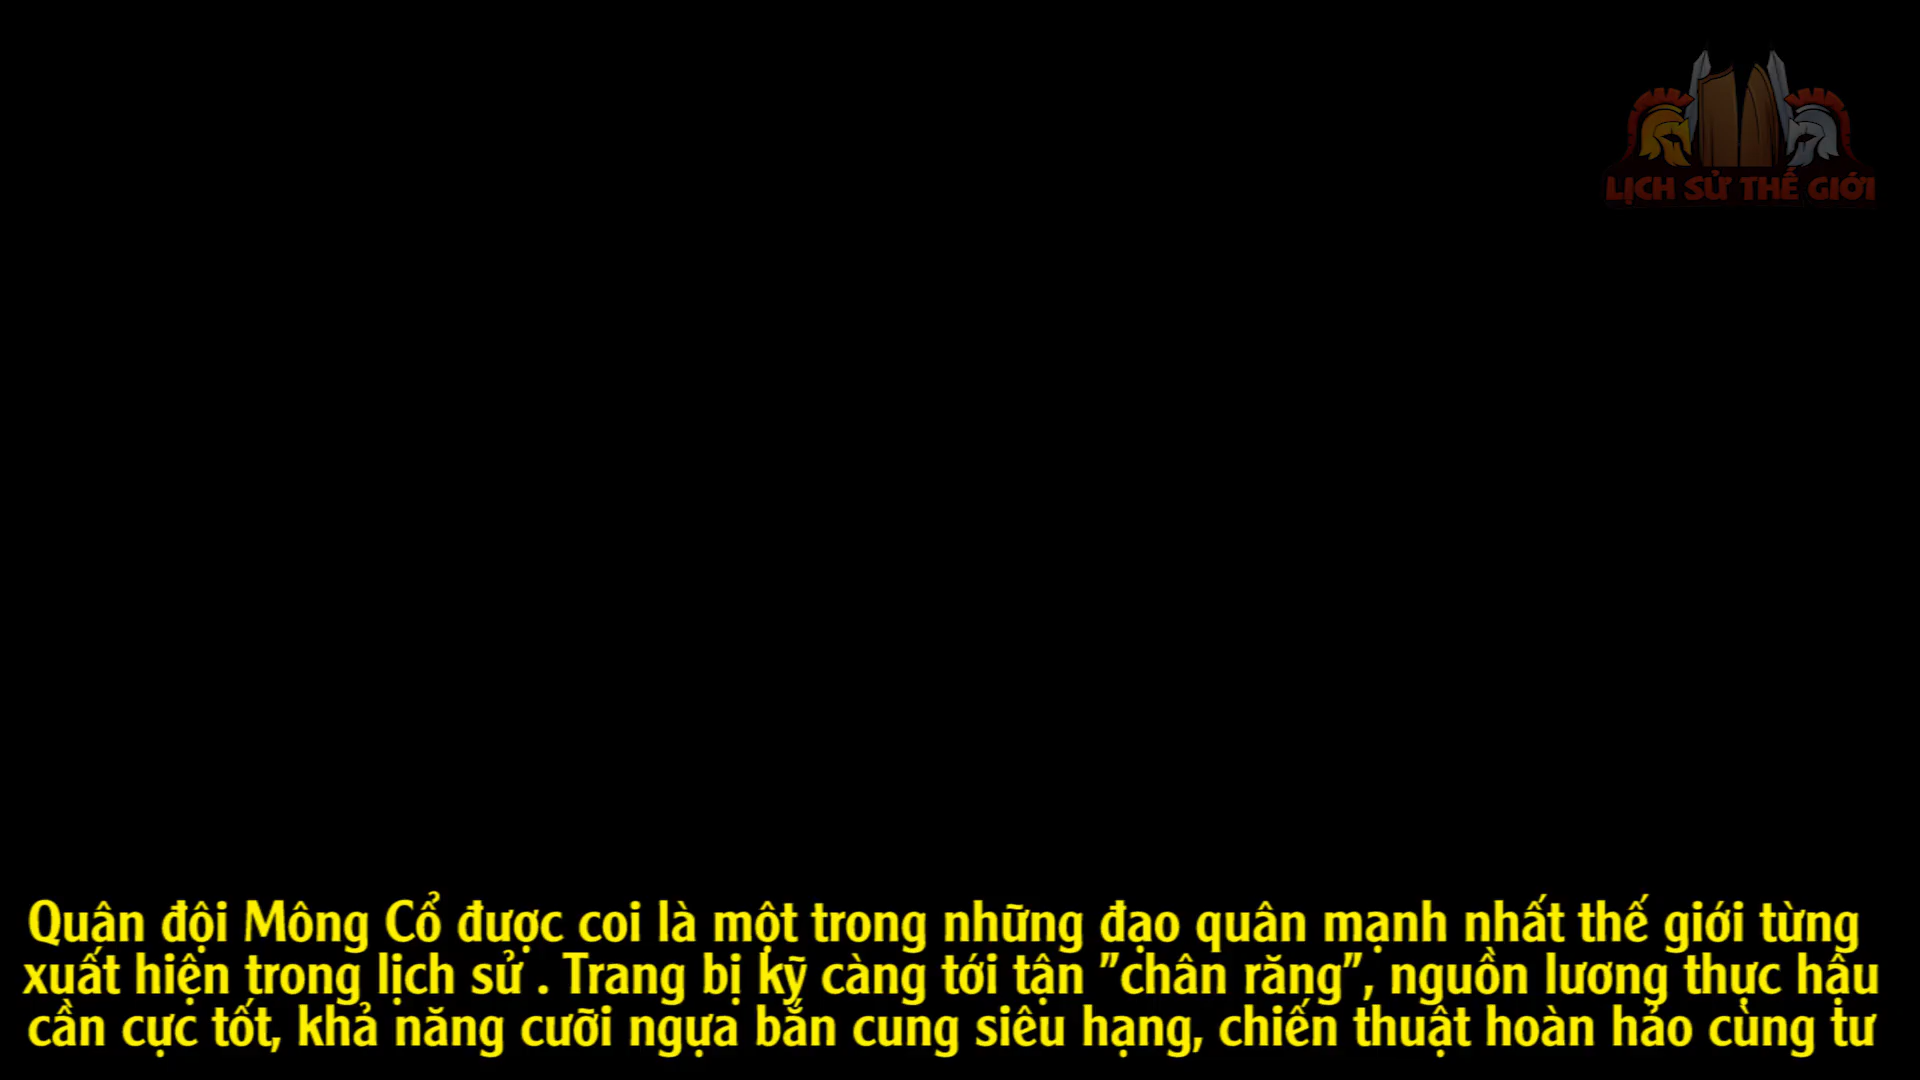 LỊCH SỬ THẾ GIỚI
Quân đội Mông Cổ được coi là một trong những đạo quân mạnh nhất thế giới từng
xuất hiện trong lịch sử . Trang bị kỹ càng tới tận "chân răng", nguồn lương thực hậu
cần cực tốt, khả năng cưỡi ngựa bắn cung siêu hạng, chiến thuật hoàn hảo cùng tư